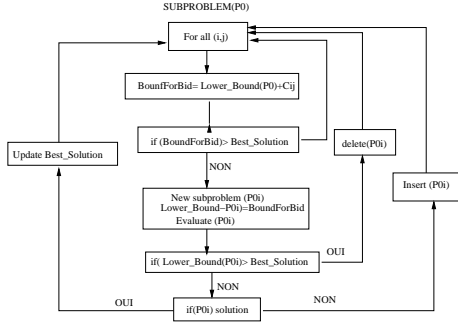 SUBPROBLEM(P0)
For all (i,j)
BounfForBid= Lower_Bound(P0)+Cij
if (BoundForBid)> Best_Solution
delete(P0i)
Update Best_Solution
Insert (P0i)
NON
New subproblem (P0i)
Lower_Bound-P0i)=BoundForBid
Evaluate (P0i)
if( Lower_Bound(P0i)> Best_Solution
OUI
NON
OUI
if(P0i) solution
NON